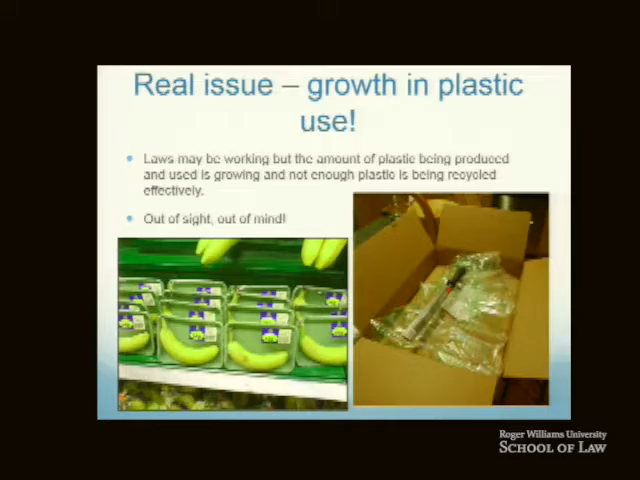 Real issue – growth in plastic
use!
Laws may be working but the amount of plastic being produced
and used is growing and not enough plastic is being recycled
effectively.
Out of sight, out of mind!
Roger Williams University
SCHOOL OF LAW